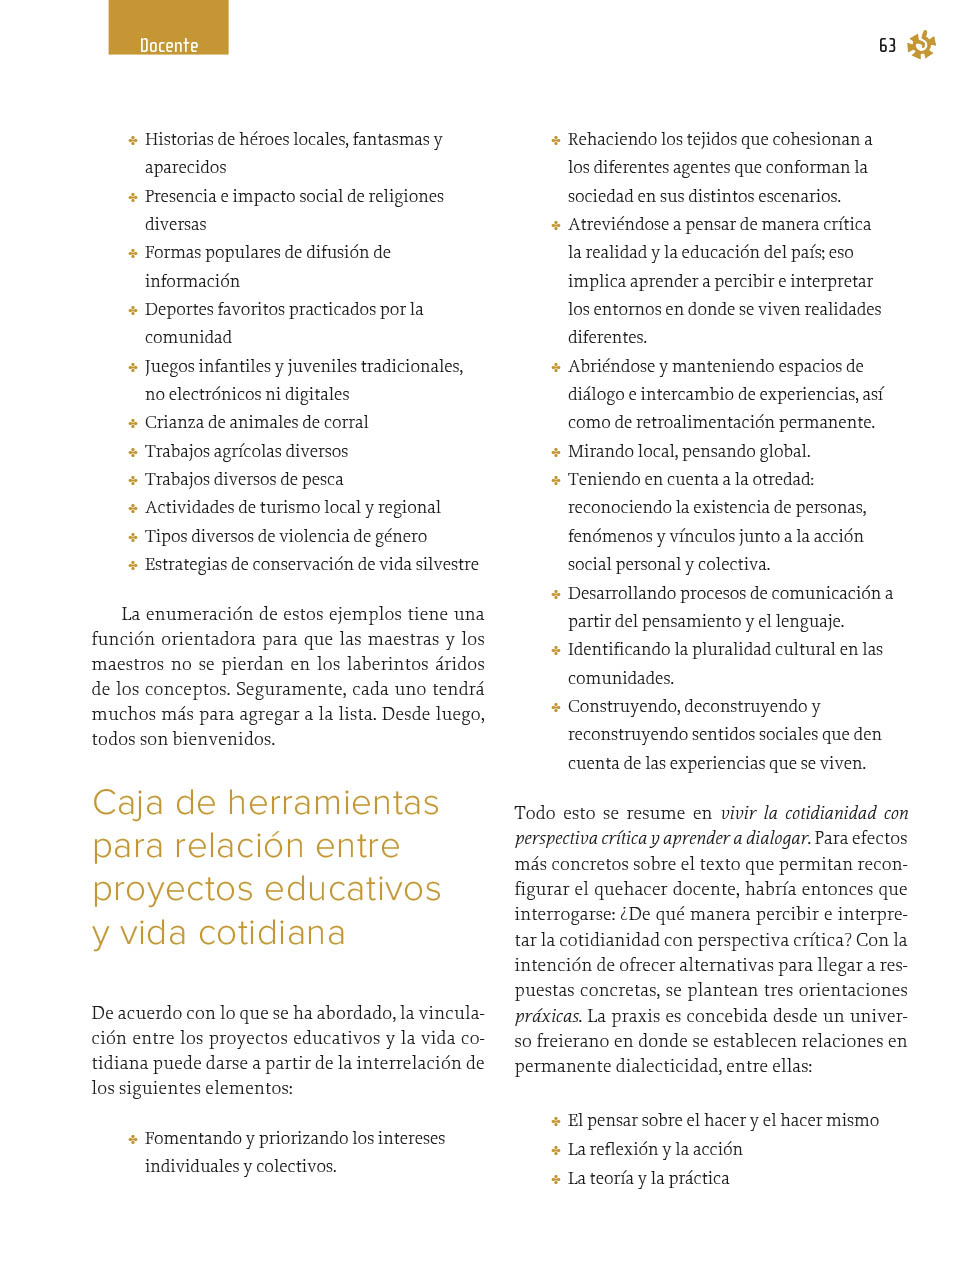 Docente
63
Historias de héroes locales, fantasmas y
aparecidos
Presencia e impacto social de religiones
diversas
Formas populares de difusión de
información
Deportes favoritos practicados por la
comunidad
Juegos infantiles y juveniles tradicionales,
no electrónicos ni digitales
Crianza de animales de corral
Trabajos agrícolas diversos
Trabajos diversos de pesca
Actividades de turismo local y regional
Tipos diversos de violencia de género
Estrategias de conservación de vida silvestre
La enumeración de estos ejemplos tiene una
función orientadora para que las maestras y los
maestros no se pierdan en los laberintos áridos
de los conceptos. Seguramente, cada uno tendrá
muchos más para agregar a la lista. Desde luego,
todos son bienvenidos.
Caja de herramientas
para relación entre
proyectos educativos
y vida cotidiana
De acuerdo con lo que se ha abordado, la vincula-
ción entre los proyectos educativos y la vida co-
tidiana puede darse a partir de la interrelación de
los siguientes elementos:
Fomentando y priorizando los intereses
individuales y colectivos.
Rehaciendo los tejidos que cohesionan a
los diferentes agentes que conforman la
sociedad en sus distintos escenarios.
Atreviéndose a pensar de manera crítica
la realidad y la educación del país; eso
implica aprender a percibir e interpretar
los entornos en donde se viven realidades
diferentes.
Abriéndose y manteniendo espacios de
diálogo e intercambio de experiencias, así
como de retroalimentación permanente.
Mirando local, pensando global.
Teniendo en cuenta a la otredad:
reconociendo la existencia de personas,
fenómenos y vínculos junto a la acción
social personal y colectiva.
Desarrollando procesos de comunicación a
partir del pensamiento y el lenguaje.
Identificando la pluralidad cultural en las
comunidades.
Construyendo, deconstruyendo y
reconstruyendo sentidos sociales que den
cuenta de las experiencias que se viven.
Todo esto se resume en vivir la cotidianidad con
perspectiva crítica y aprender a dialogar. Para efectos
más concretos sobre el texto que permitan recon-
figurar el quehacer docente, habría entonces que
interrogarse: ¿De qué manera percibir e interpre-
tar la cotidianidad con perspectiva crítica? Con la
intención de ofrecer alternativas para llegar a res-
puestas concretas, se plantean tres orientaciones
práxicas. La praxis es concebida desde un univer-
so freierano en donde se establecen relaciones en
permanente dialecticidad, entre ellas:
El pensar sobre el hacer y el hacer mismo
La reflexión y la acción
La teoría y la práctica